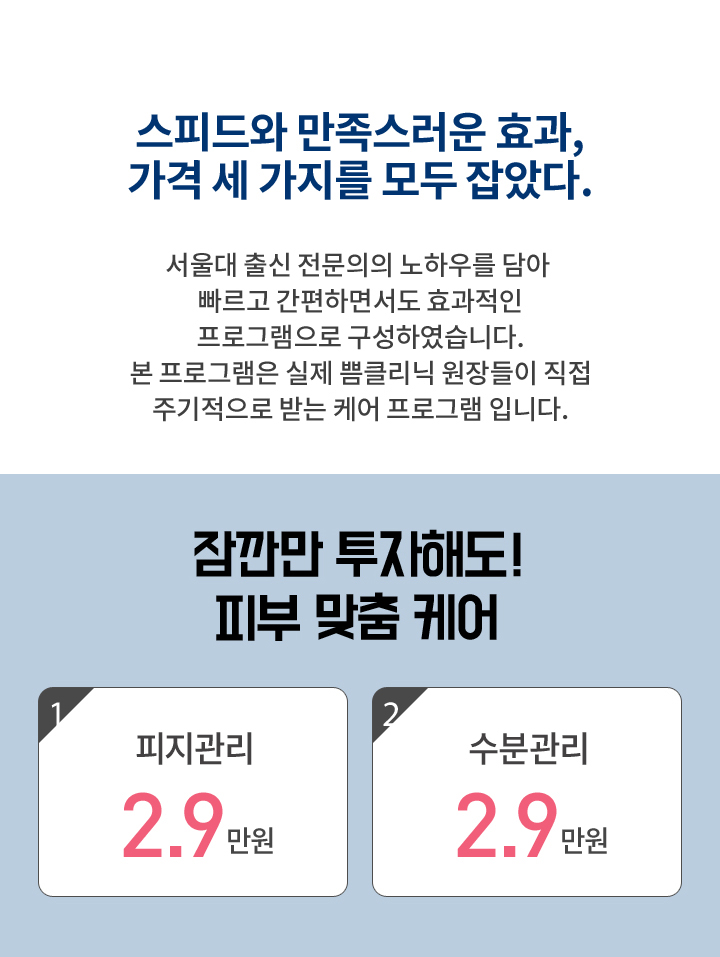 스피드와 만족스러운 효과,
가격 세 가지를 모두 잡았다.
서울대 출신 전문의의 노하우를 담아
빠르고 간편하면서도 효과적인
프로그램으로 구성하였습니다.
본 프로그램은 실제 쁨클리닉 원장들이 직접
주기적으로 받는 케어 프로그램 입니다.
잠깐만 투자해도!
피부 맞춤 케어
1
피지관리
2.9만원
2
수분관리
2.9만원